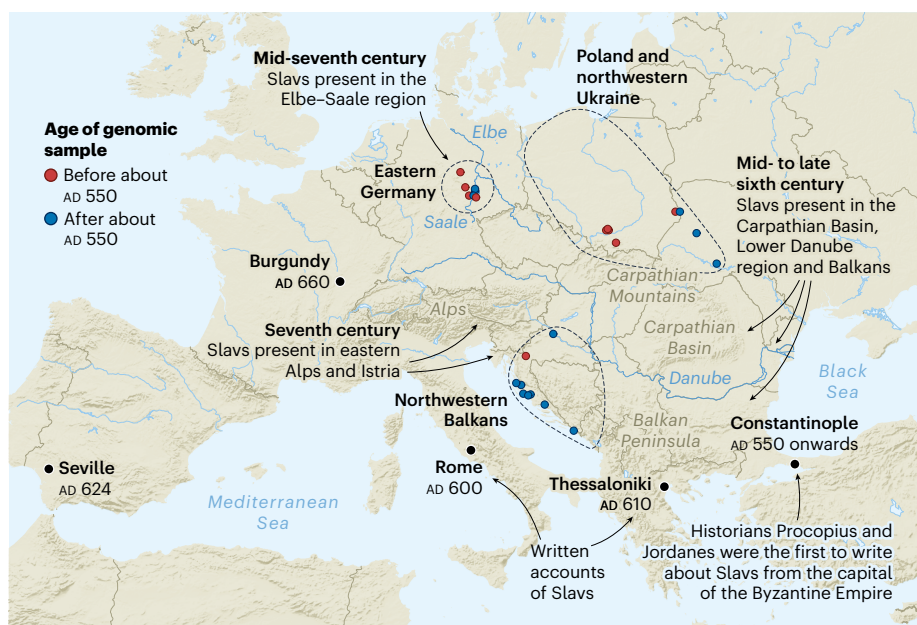 Mid-seventh century
Slavs present in the
Elbe–Saale region
Poland and
northwestern
Ukraine
Age of genomic
sample
Before about
AD 550
After about
AD 550
Elbe
Eastern
Germany
Saale
Mid- to late
sixth century
Slavs present in the
Carpathian Basin,
Lower Danube
region and Balkans
Burgundy
AD 660
Carpathian
Mountains
Alps
Seventh century
Slavs present in eastern
Alps and Istria
Carpathian
Basin
Danube
Black
Sea
Northwestern
Balkans
Balkan
Peninsula
Constantinople
AD 550 onwards
Seville
AD 624
Rome
AD 600
Thessaloniki
AD 610
Mediterranean
Sea
Written
accounts
of Slavs
Historians Procopius and
Jordanes were the first to write
about Slavs from the capital
of the Byzantine Empire